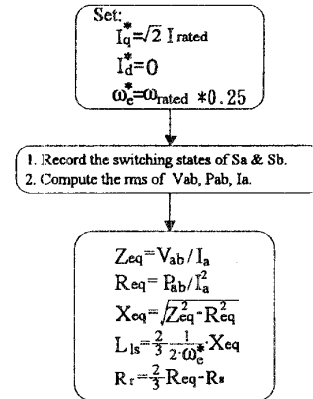 Set:
I*q=√2 I rated
I*d=0
ω*e=ωrated *0.25
1. Record the switching states of Sa & Sb.
2. Compute the rms of Vab, Pab, Ia.
Zeq=Vab/Ia
Req=Pab/I²a
Xeq=√Z²eq-R²eq
Lls=2/3 1/2·ω*e·Xeq
Rr=2/3Req-Rs